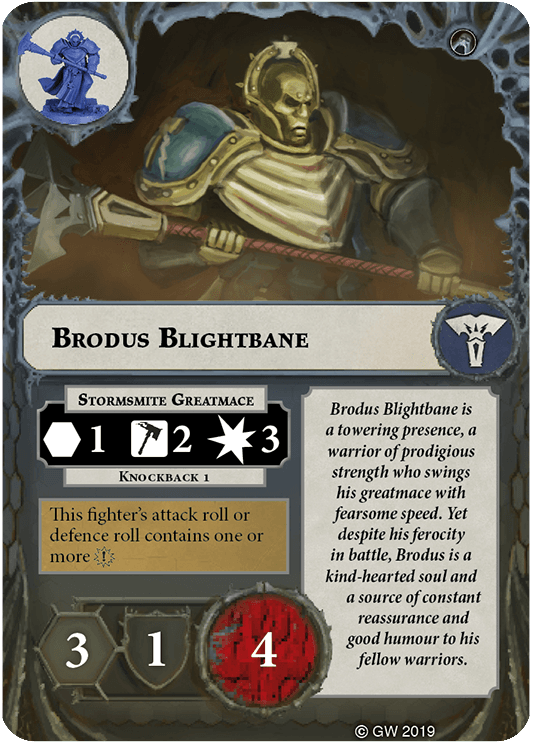 Brodus Blightbane
Stormsmite Greatmace
1 2 3
Knockback 1
This fighter's attack roll or
defence roll contains one or
more
3 1 4
Brodus Blightbane is
a towering presence, a
warrior of prodigious
strength who swings
his greatmace with
fearsome speed. Yet
despite his ferocity
in battle, Brodus is a
kind-hearted soul and
a source of constant
reassurance and
good humour to his
fellow warriors.
© GW 2019